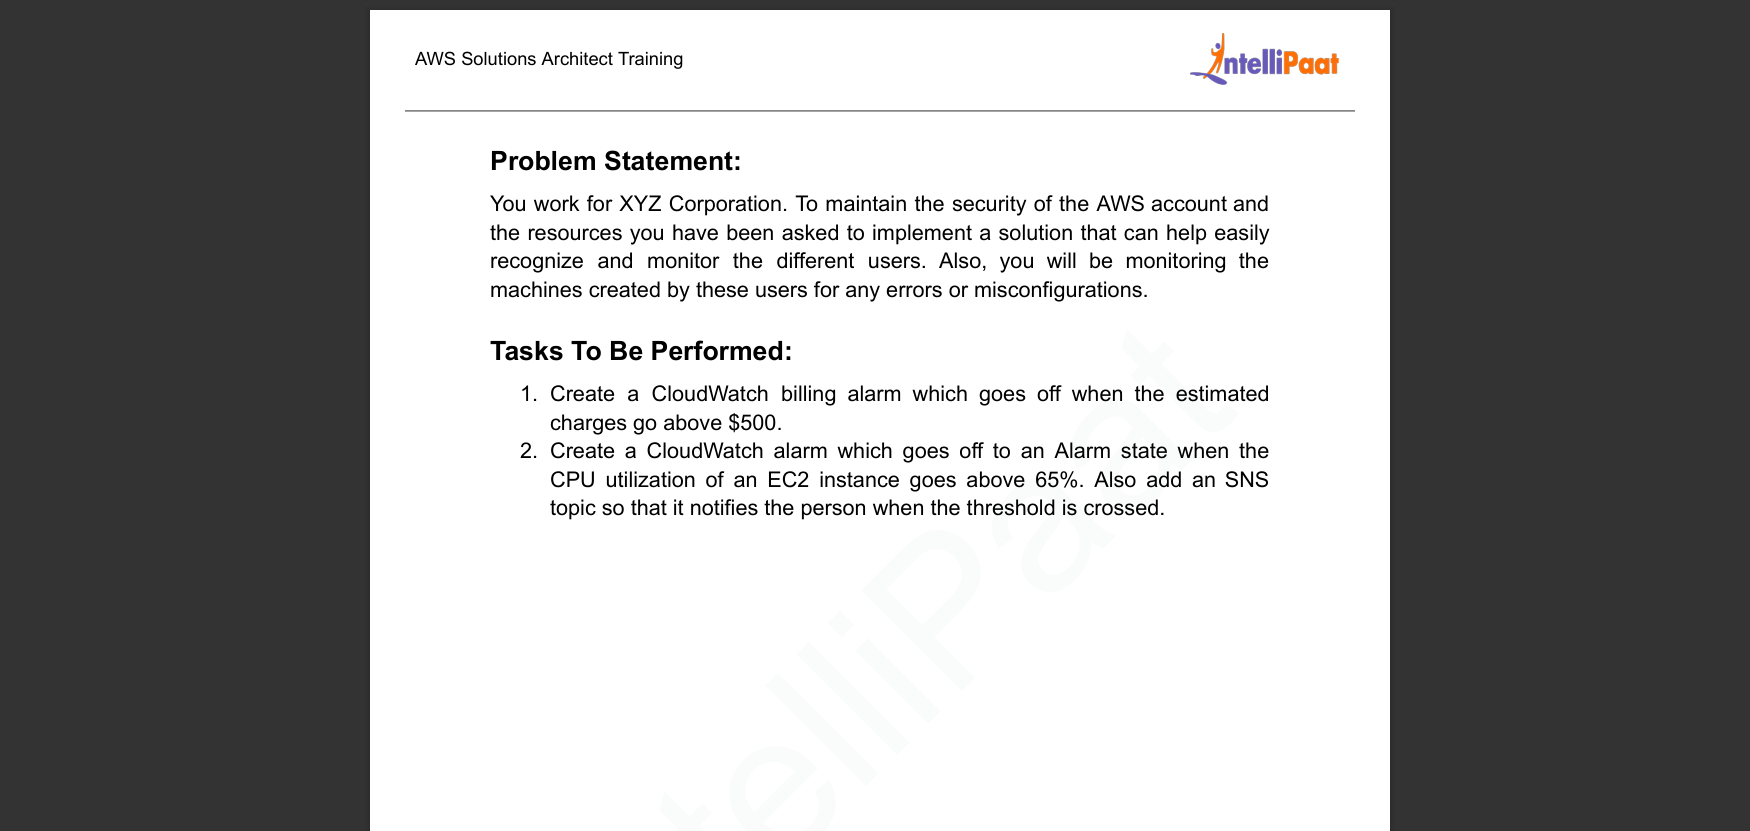 AWS Solutions Architect Training
IntelliPaat
Problem Statement:
You work for XYZ Corporation. To maintain the security of the AWS account and
the resources you have been asked to implement a solution that can help easily
recognize and monitor the different users. Also, you will be monitoring the
machines created by these users for any errors or misconfigurations.
Tasks To Be Performed:
1. Create a CloudWatch billing alarm which goes off when the estimated
charges go above $500.
2. Create a CloudWatch alarm which goes off to an Alarm state when the
CPU utilization of an EC2 instance goes above 65%. Also add an SNS
topic so that it notifies the person when the threshold is crossed.
telliPaat